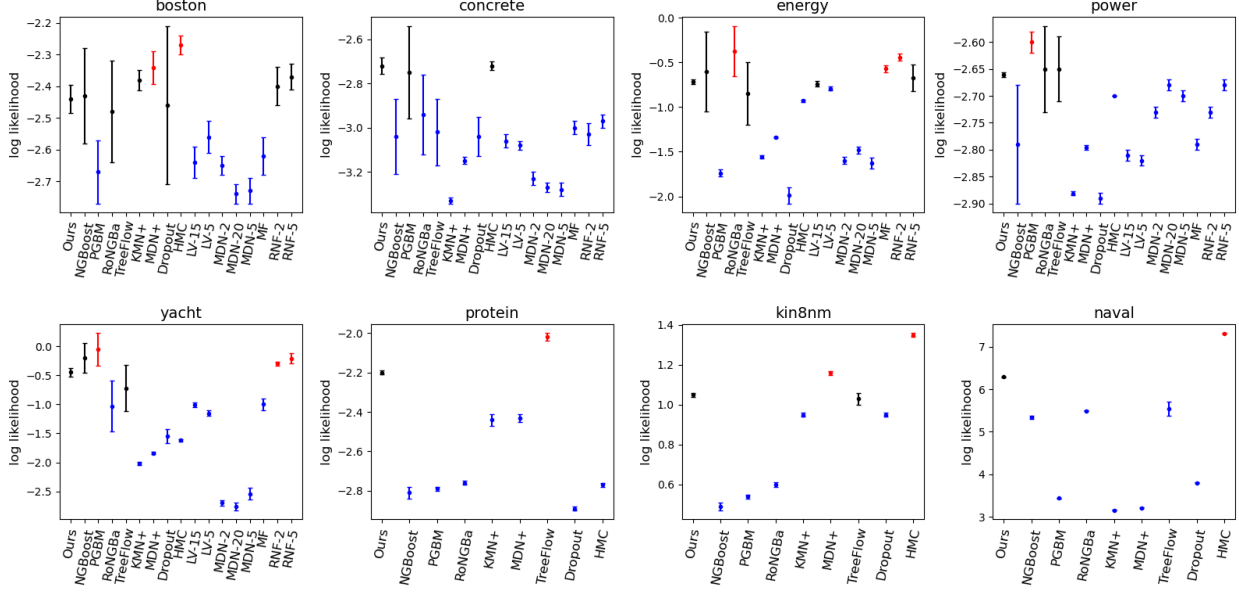 boston
log likelihood
−2.2
−2.3
−2.4
−2.5
−2.6
−2.7
Ours
NGBoost
PGBM
RoNGBa
TreeFlow
KMN+
MDN+
Dropout
HMC
LV-15
LV-5
MDN-2
MDN-20
MDN-5
MF
RNF-2
RNF-5
concrete
log likelihood
−2.6
−2.8
−3.0
−3.2
Ours
NGBoost
PGBM
RoNGBa
TreeFlow
KMN+
MDN+
Dropout
HMC
LV-15
LV-5
MDN-2
MDN-20
MDN-5
MF
RNF-2
RNF-5
energy
log likelihood
0.0
−0.5
−1.0
−1.5
−2.0
Ours
NGBoost
PGBM
RoNGBa
TreeFlow
KMN+
MDN+
Dropout
HMC
LV-15
LV-5
MDN-2
MDN-20
MDN-5
MF
RNF-2
RNF-5
power
log likelihood
−2.60
−2.65
−2.70
−2.75
−2.80
−2.85
−2.90
Ours
NGBoost
PGBM
RoNGBa
TreeFlow
KMN+
MDN+
Dropout
HMC
LV-15
LV-5
MDN-2
MDN-20
MDN-5
MF
RNF-2
RNF-5
yacht
log likelihood
0.0
−0.5
−1.0
−1.5
−2.0
−2.5
Ours
NGBoost
PGBM
RoNGBa
TreeFlow
KMN+
MDN+
Dropout
HMC
LV-15
LV-5
MDN-2
MDN-20
MDN-5
MF
RNF-2
RNF-5
protein
log likelihood
−2.0
−2.2
−2.4
−2.6
−2.8
Ours
NGBoost
PGBM
RoNGBa
KMN+
MDN+
TreeFlow
Dropout
HMC
kin8nm
log likelihood
1.4
1.2
1.0
0.8
0.6
Ours
NGBoost
PGBM
RoNGBa
KMN+
MDN+
TreeFlow
Dropout
HMC
naval
log likelihood
7
6
5
4
3
Ours
NGBoost
PGBM
RoNGBa
KMN+
MDN+
TreeFlow
Dropout
HMC